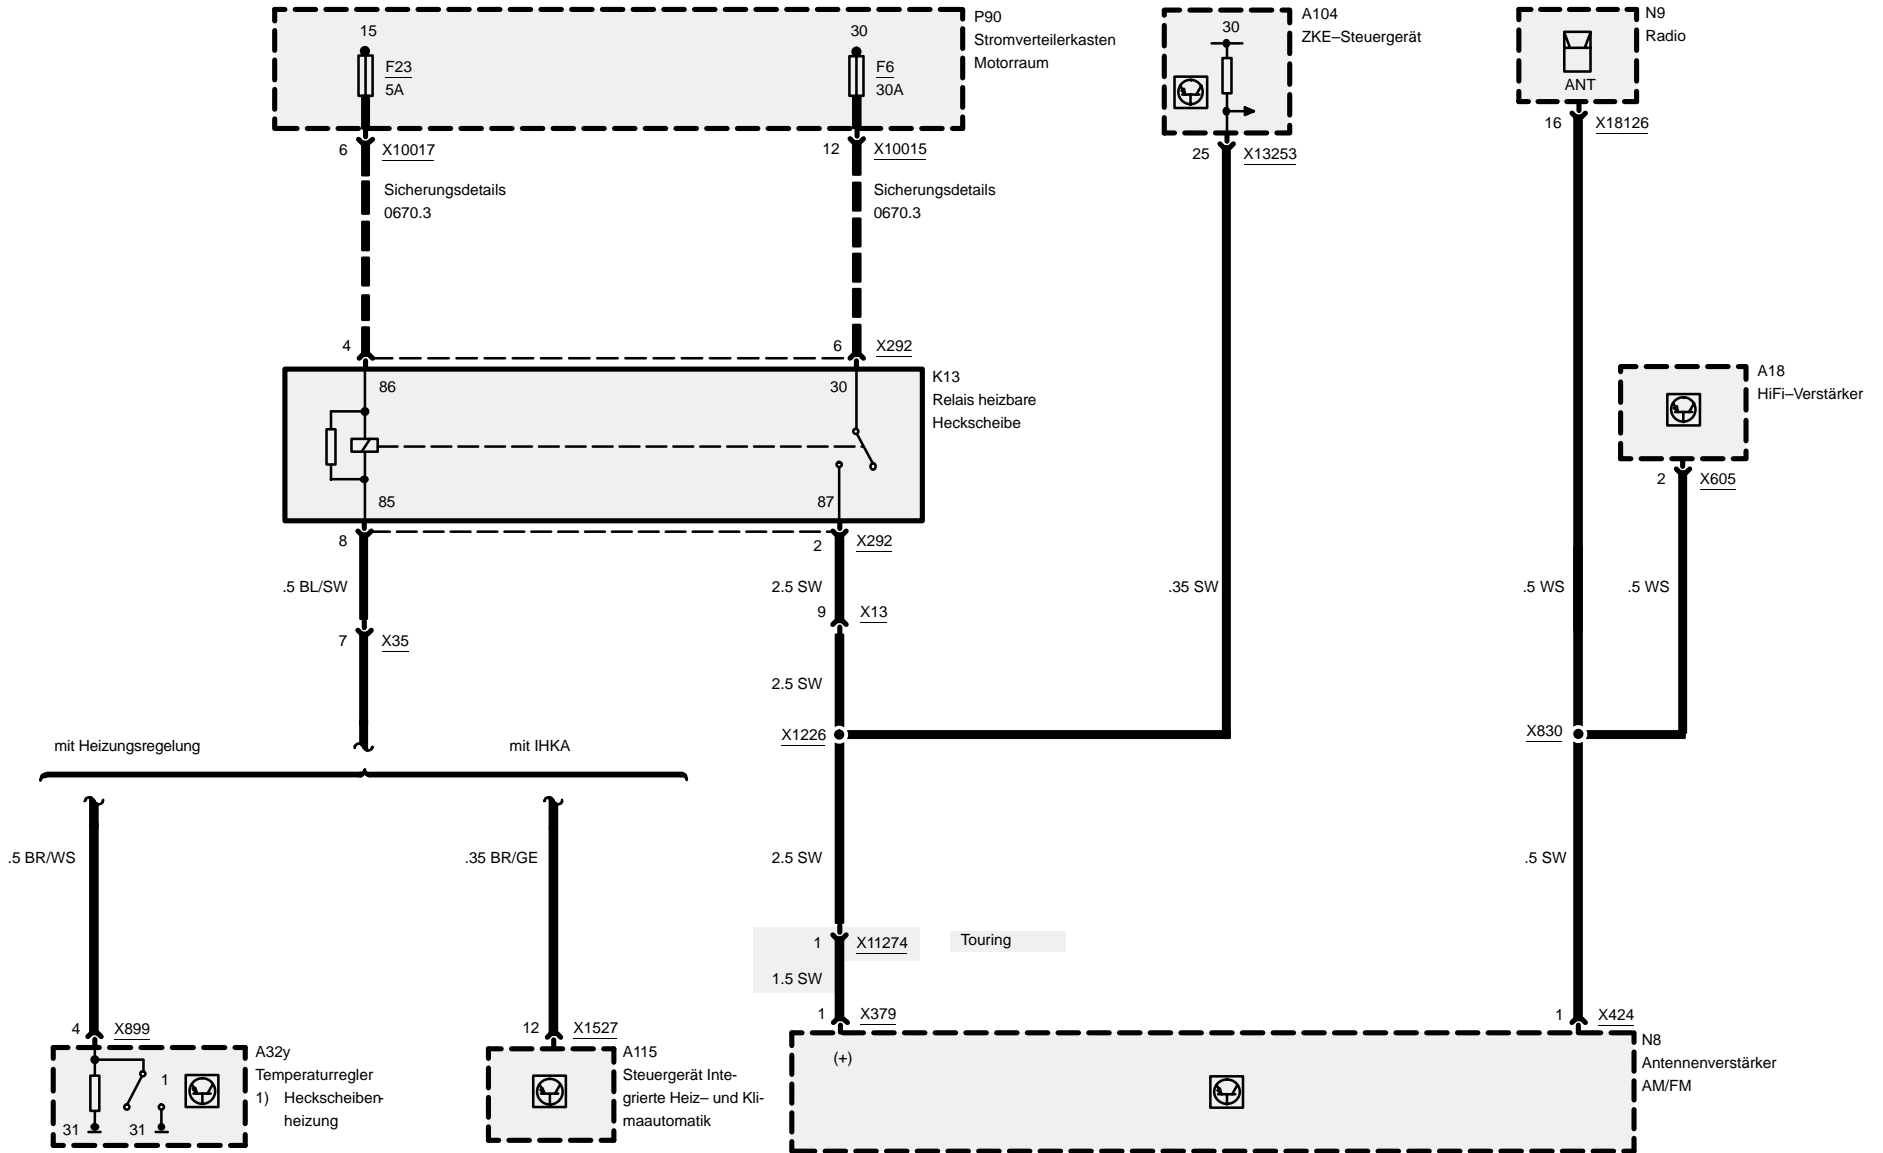 15
30
P90
Stromverteilerkasten
Motorraum
F23
5A
F6
30A
A104
ZKE–Steuergerät
30
N9
Radio
ANT
6 X10017
12 X10015
25 X13253
16 X18126
Sicherungsdetails
0670.3
Sicherungsdetails
0670.3
4
6 X292
86
30
K13
Relais heizbare
Heckscheibe
A18
HiFi–Verstärker
85
87
2 X605
8
2 X292
.5 BL/SW
2.5 SW
.35 SW
.5 WS
.5 WS
9 X13
7 X35
2.5 SW
X1226
X830
mit Heizungsregelung
mit IHKA
.5 BR/WS
.35 BR/GE
2.5 SW
.5 SW
1 X11274
Touring
1.5 SW
1 X379
1 X424
4 X899
12 X1527
A32y
Temperaturregler
1) Heckscheiben-
heizung
1
31
31
A115
Steuergerät Inte-
grierte Heiz– und Kli-
maautomatik
(+)
N8
Antennenverstärker
AM/FM